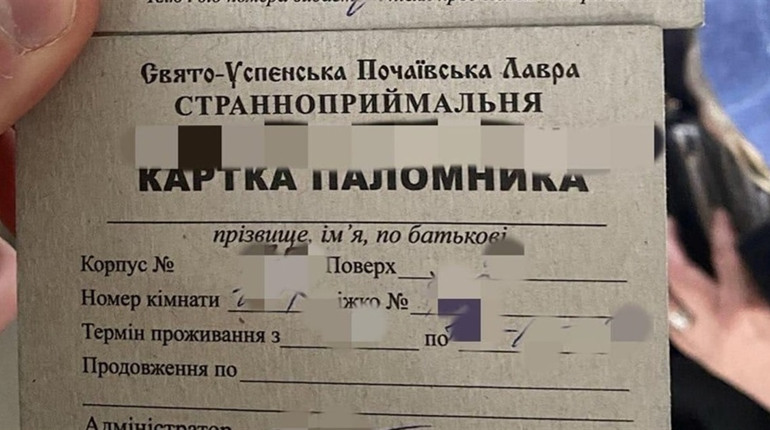 Свято-Успенська Почаївська Лавра
СТРАННОПРИЙМАЛЬНЯ
КАРТКА ПАЛОМНИКА
прізвище, ім’я, по батькові
Корпус № Поверх
Номер кімнати іжко №
Термін проживання з по
Продовження по
Адміністратор